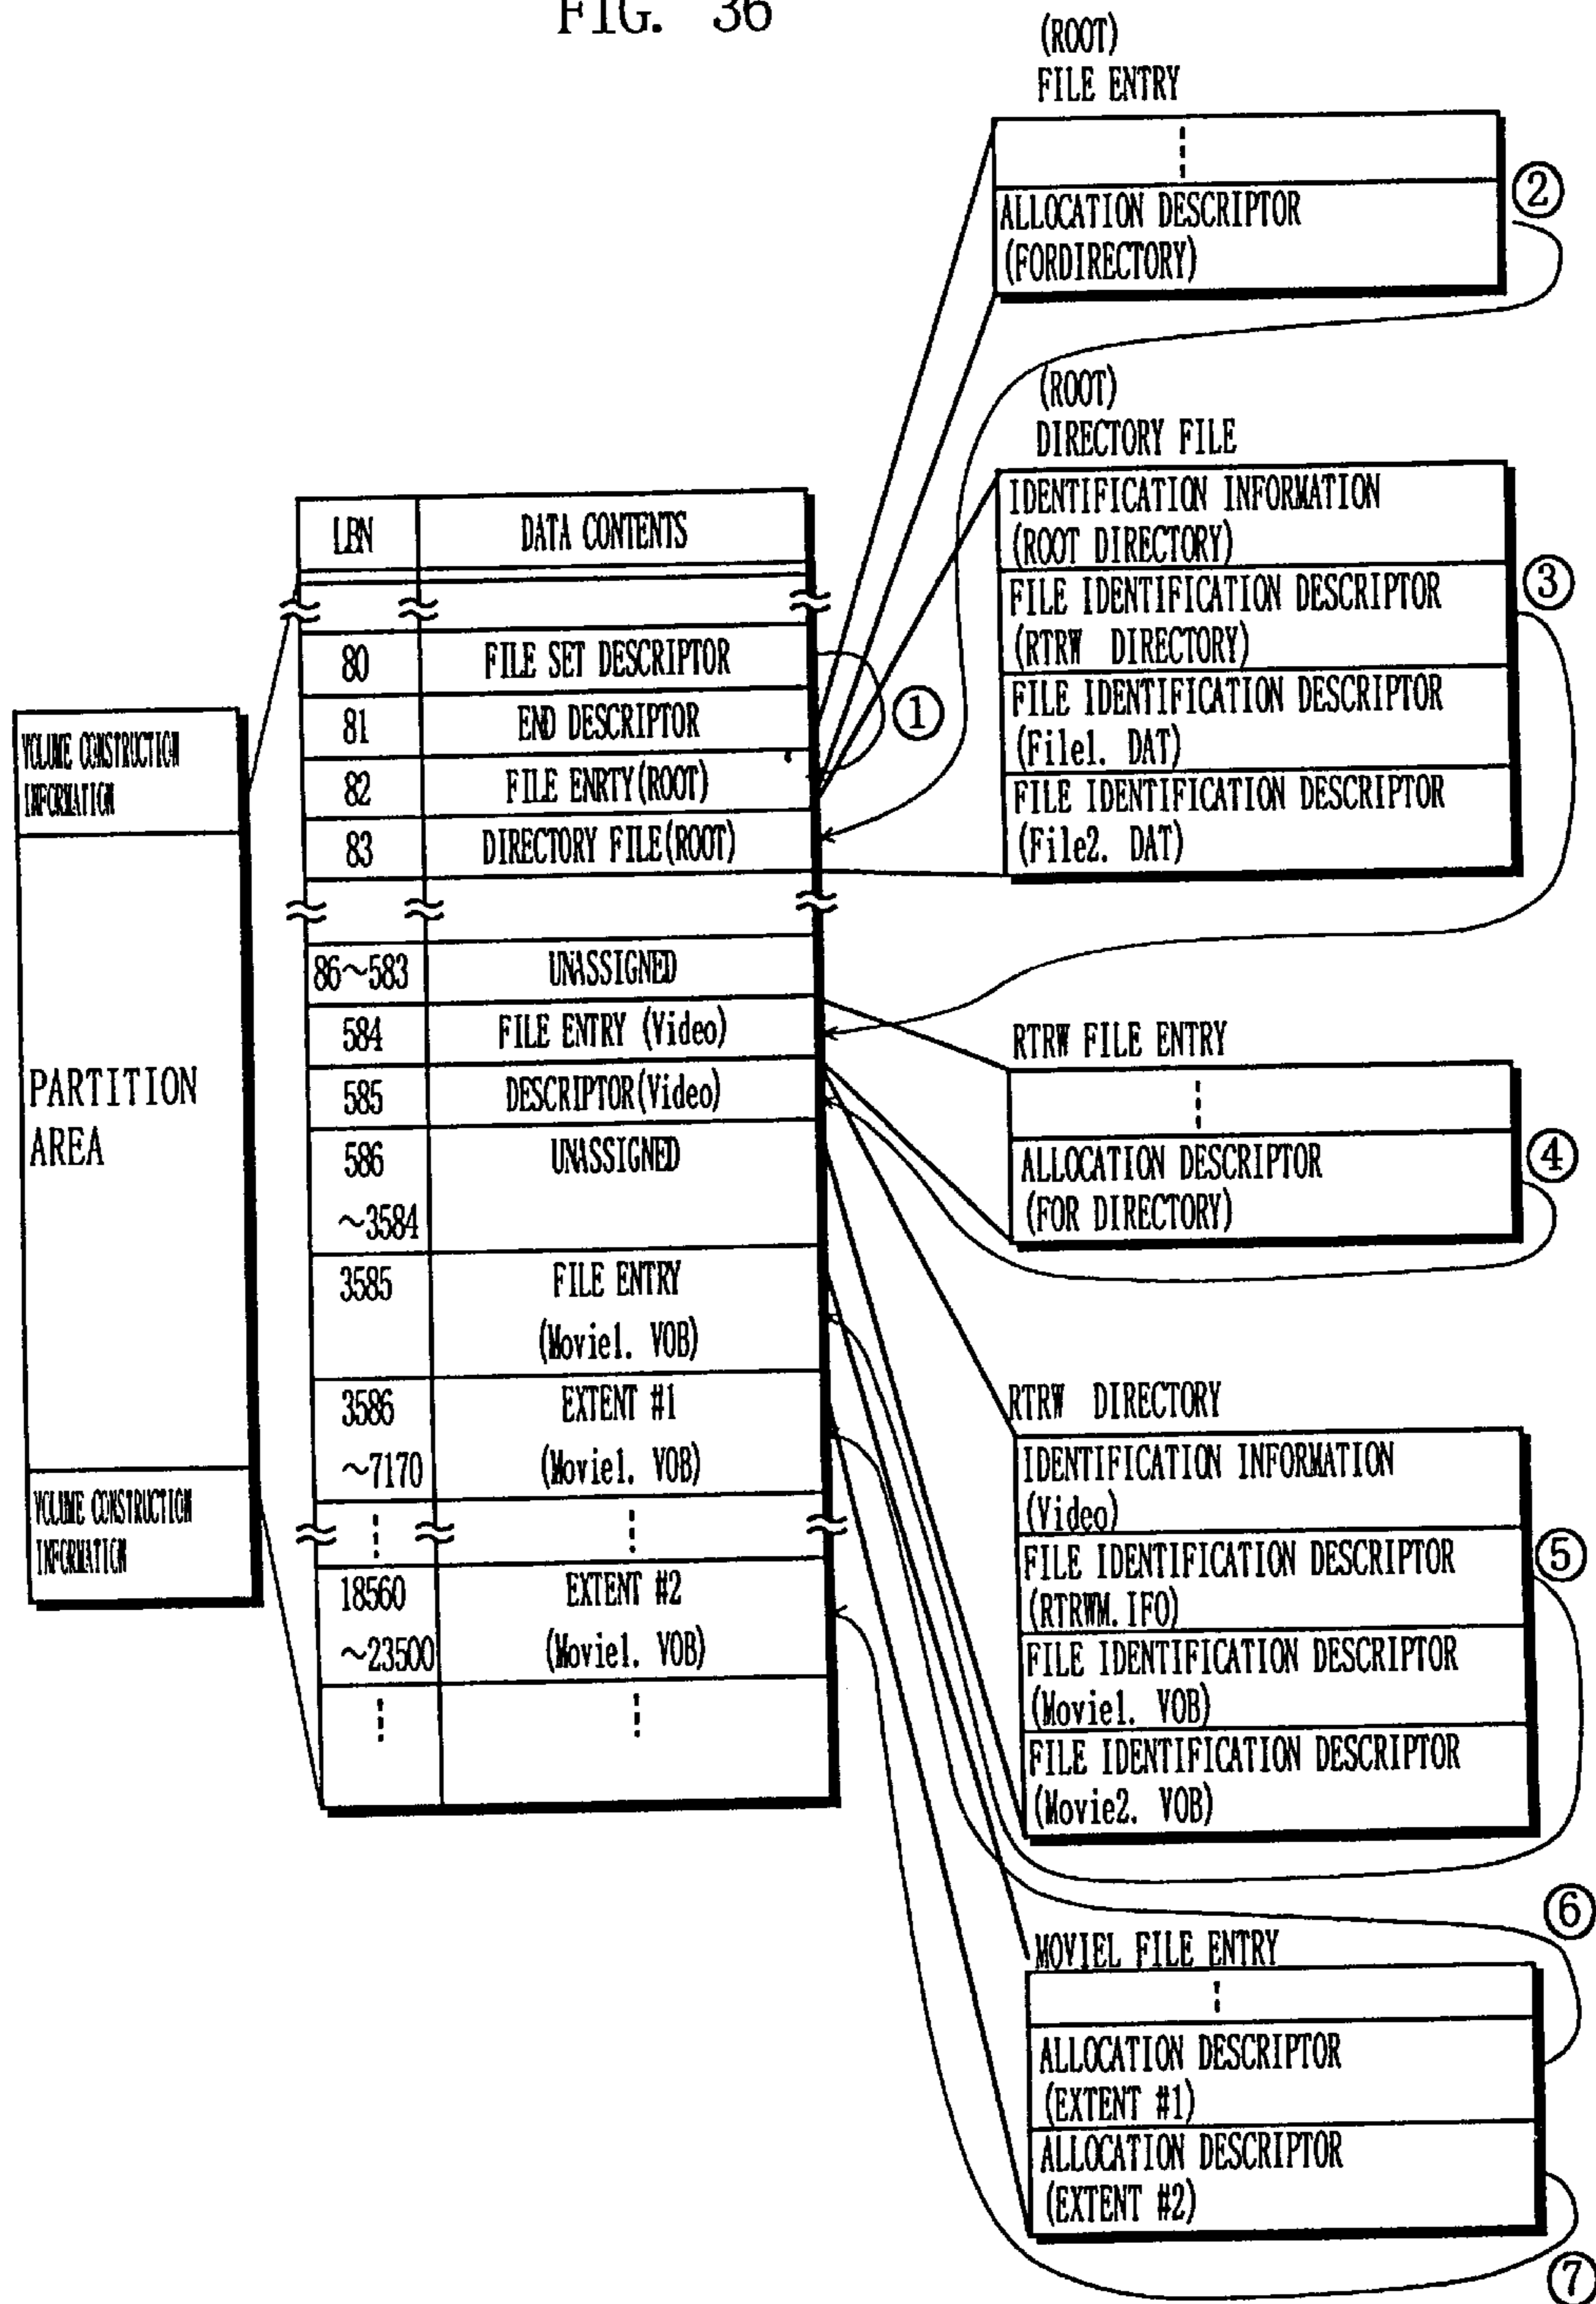 FIG. 36
(ROOT)
FILE ENTRY
ALLOCATION DESCRIPTOR
(FORDIRECTORY)
②
(ROOT)
DIRECTORY FILE
IDENTIFICATION INFORMATION
(ROOT DIRECTORY)
FILE IDENTIFICATION DESCRIPTOR
(RTRW DIRECTORY)
③
FILE IDENTIFICATION DESCRIPTOR
(File1. DAT)
FILE IDENTIFICATION DESCRIPTOR
(File2. DAT)
VOLUME CONSTRUCTION
INFORMATION
PARTITION
AREA
VOLUME CONSTRUCTION
INFORMATION
LBN DATA CONTENTS
80 FILE SET DESCRIPTOR
①
81 END DESCRIPTOR
82 FILE ENRTY(ROOT)
83 DIRECTORY FILE(ROOT)
86~583 UNASSIGNED
584 FILE ENTRY (Video)
585 DESCRIPTOR(Video)
586 UNASSIGNED
~3584
3585 FILE ENTRY
(Movie1. VOB)
3586 EXTENT #1
~7170 (Movie1. VOB)
18560 EXTENT #2
~23500 (Movie1. VOB)
RTRW FILE ENTRY
ALLOCATION DESCRIPTOR
(FOR DIRECTORY)
④
RTRW DIRECTORY
IDENTIFICATION INFORMATION
(Video)
FILE IDENTIFICATION DESCRIPTOR
(RTRWM.IFO)
⑤
FILE IDENTIFICATION DESCRIPTOR
(Movie1. VOB)
FILE IDENTIFICATION DESCRIPTOR
(Movie2. VOB)
⑥
MOVIEL FILE ENTRY
ALLOCATION DESCRIPTOR
(EXTENT #1)
ALLOCATION DESCRIPTOR
(EXTENT #2)
⑦